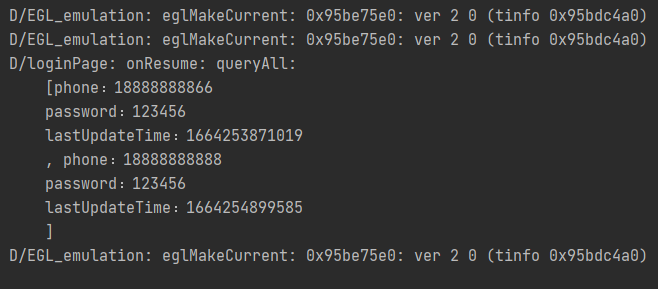 D/EGL_emulation: eglMakeCurrent: 0x95be75e0: ver 2 0 (tinfo 0x95bdc4a0)
D/EGL_emulation: eglMakeCurrent: 0x95be75e0: ver 2 0 (tinfo 0x95bdc4a0)
D/loginPage: onResume: queryAll:
[phone：18888888866
password：123456
lastUpdateTime：1664253871019
, phone：18888888888
password：123456
lastUpdateTime：1664254899585
]
D/EGL_emulation: eglMakeCurrent: 0x95be75e0: ver 2 0 (tinfo 0x95bdc4a0)